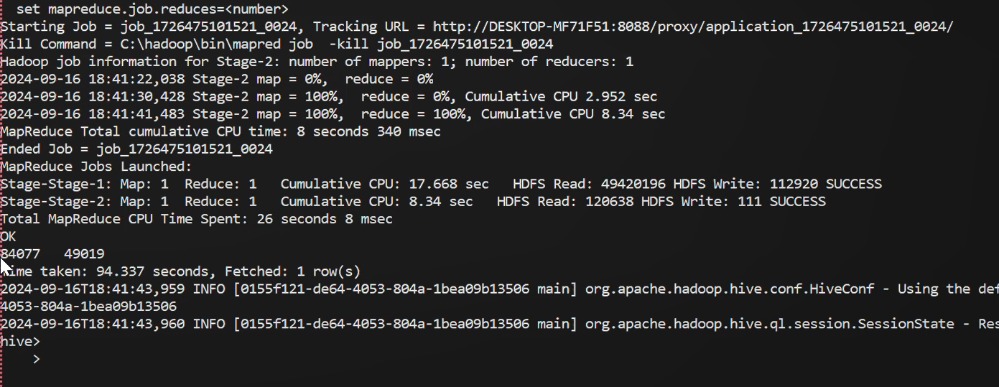 set mapreduce.job.reduces=<number>
Starting Job = job_1726475101521_0024, Tracking URL = http://DESKTOP-MF71F51:8088/proxy/application_1726475101521_0024/
Kill Command = C:\hadoop\bin\mapred job  -kill job_1726475101521_0024
Hadoop job information for Stage-2: number of mappers: 1; number of reducers: 1
2024-09-16 18:41:22,038 Stage-2 map = 0%,  reduce = 0%
2024-09-16 18:41:30,428 Stage-2 map = 100%,  reduce = 0%, Cumulative CPU 2.952 sec
2024-09-16 18:41:41,483 Stage-2 map = 100%,  reduce = 100%, Cumulative CPU 8.34 sec
MapReduce Total cumulative CPU time: 8 seconds 340 msec
Ended Job = job_1726475101521_0024
MapReduce Jobs Launched:
Stage-Stage-1: Map: 1  Reduce: 1   Cumulative CPU: 17.668 sec   HDFS Read: 49420196 HDFS Write: 112920 SUCCESS
Stage-Stage-2: Map: 1  Reduce: 1   Cumulative CPU: 8.34 sec   HDFS Read: 120638 HDFS Write: 111 SUCCESS
Total MapReduce CPU Time Spent: 26 seconds 8 msec
OK
84077   49019
Time taken: 94.337 seconds, Fetched: 1 row(s)
2024-09-16T18:41:43,959 INFO [0155f121-de64-4053-804a-1bea09b13506 main] org.apache.hadoop.hive.conf.HiveConf - Using the def
4053-804a-1bea09b13506
2024-09-16T18:41:43,960 INFO [0155f121-de64-4053-804a-1bea09b13506 main] org.apache.hadoop.hive.ql.session.SessionState - Res
hive>
    >